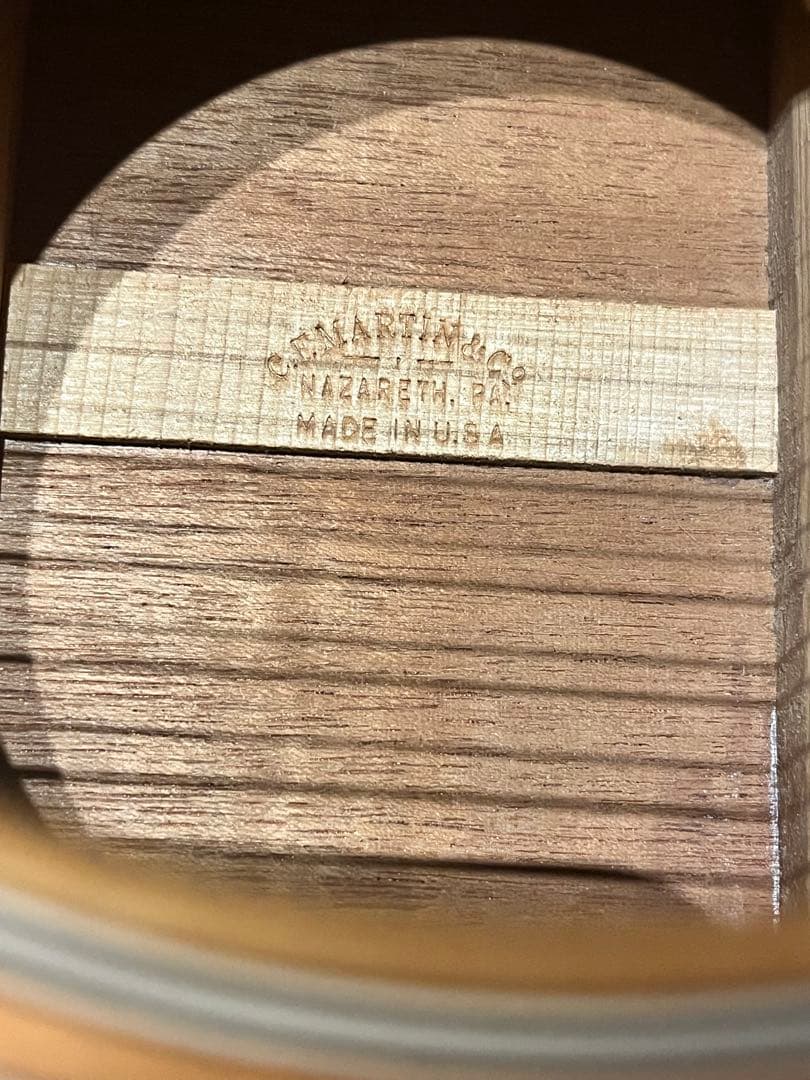 C.F. MARTIN & Co
NAZARETH, PA.
MADE IN U.S.A